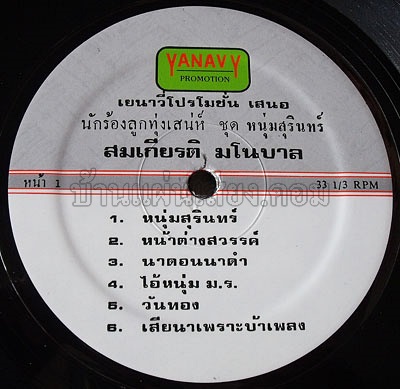 YANAVY
PROMOTION
เยนาวี่โปรโมชั่น เสนอ
นักร้องลูกทุ่งเสน่ห์ ชุด หนุ่มสุรินทร์
สมเกียรติ มโนบาล
หน้า 1
33 1/3 RPM
บ้านแผ่นเสียง.คอม
1. หนุ่มสุรินทร์
2. หน้าต่างสวรรค์
3. นาดอนนาดำ
4. ไอ้หนุ่ม ม.ร.
5. วันทอง
6. เสียนาเพราะบ้าเพลง